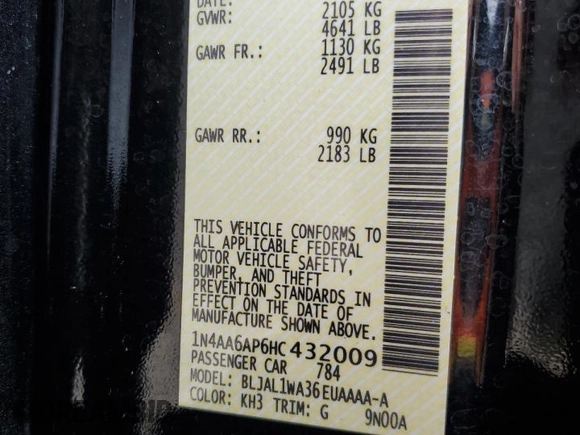 DATE:
GVWR: 2105 KG
4641 LB
GAWR FR.: 1130 KG
2491 LB
GAWR RR.: 990 KG
2183 LB
THIS VEHICLE CONFORMS TO
ALL APPLICABLE FEDERAL
MOTOR VEHICLE SAFETY,
BUMPER, AND THEFT
PREVENTION STANDARDS IN
EFFECT ON THE DATE OF
MANUFACTURE SHOWN ABOVE.
1N4AA6AP6HC432009
PASSENGER CAR 784
MODEL: BLJAL1WA36EUAAAA-A
COLOR: KH3 TRIM: G 9N00A